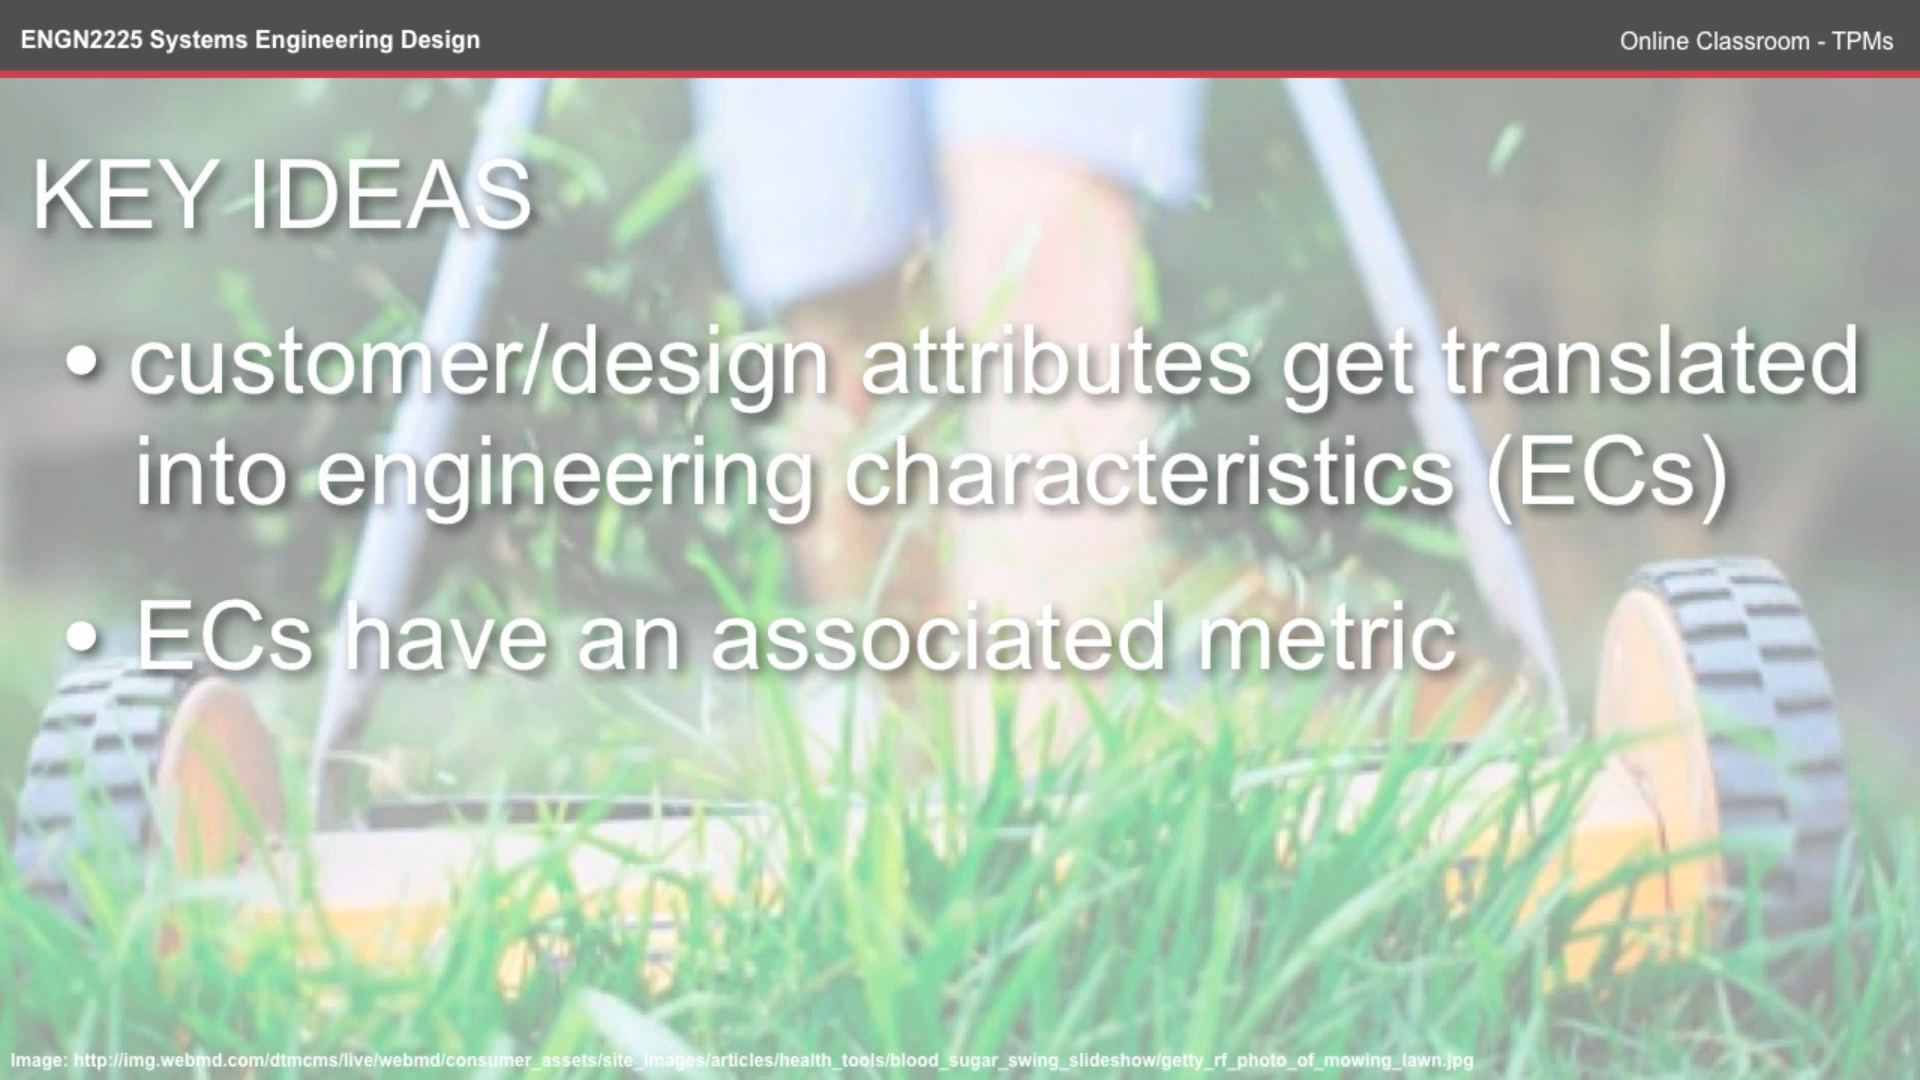 ENGN2225 Systems Engineering Design
Online Classroom - TPMs
KEY IDEAS
• customer/design attributes get translated
into engineering characteristics (ECs)
• ECs have an associated metric
Image: http://img.webmd.com/dtmcms/live/webmd/consumer_assets/site_images/articles/health_tools/blood_sugar_swing_slideshow/getty_rf_photo_of_mowing_lawn.jpg